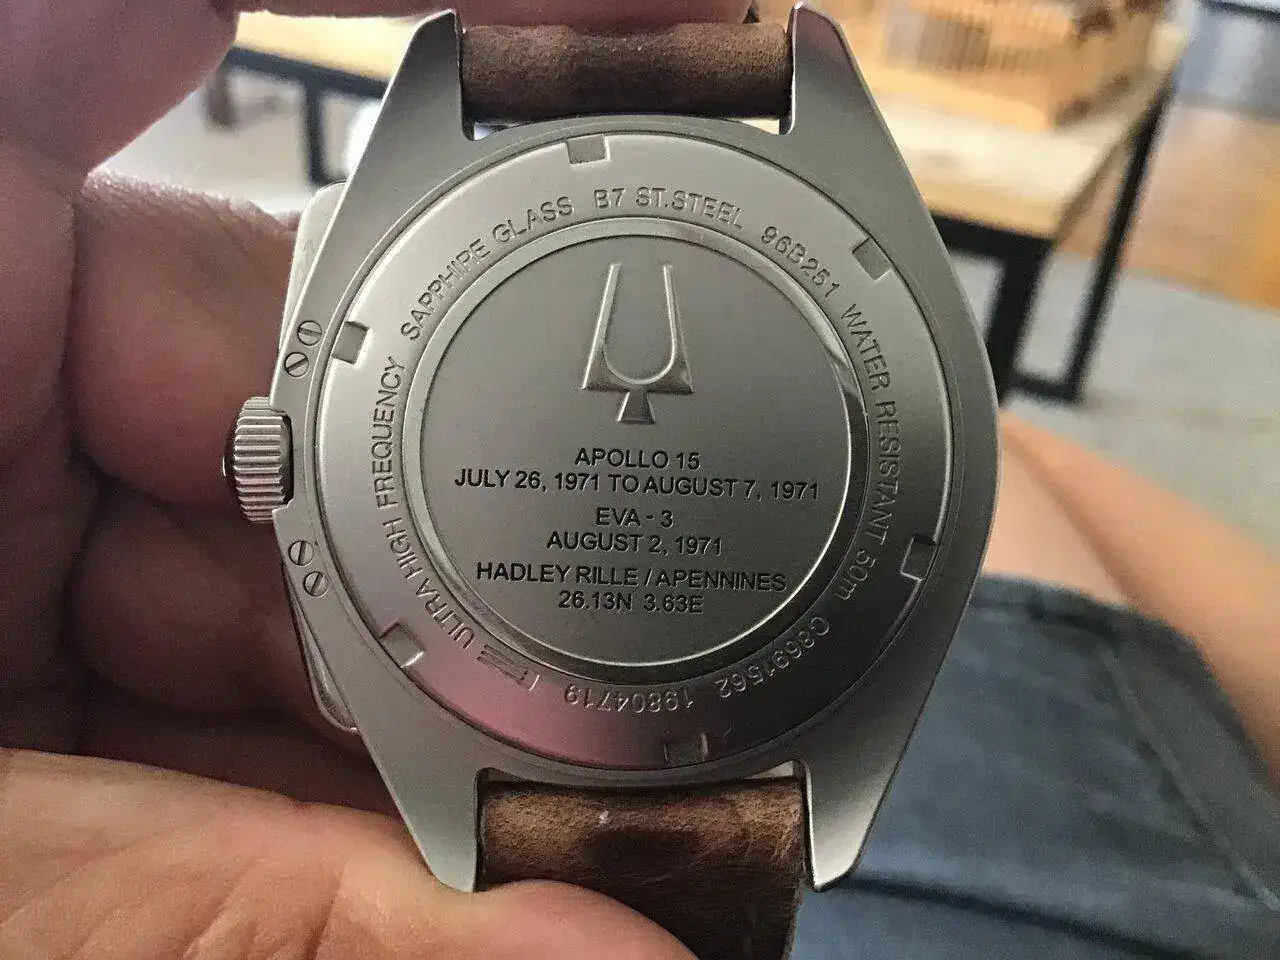 APOLLO 15
JULY 26, 1971 TO AUGUST 7, 1971
EVA - 3
AUGUST 2, 1971
HADLEY RILLE / APENNINES
26.13N 3.63E
ULTRA HIGH FREQUENCY SAPPHIRE GLASS B7 ST.STEEL 96B251 WATER RESISTANT 50m C8691562 19804719